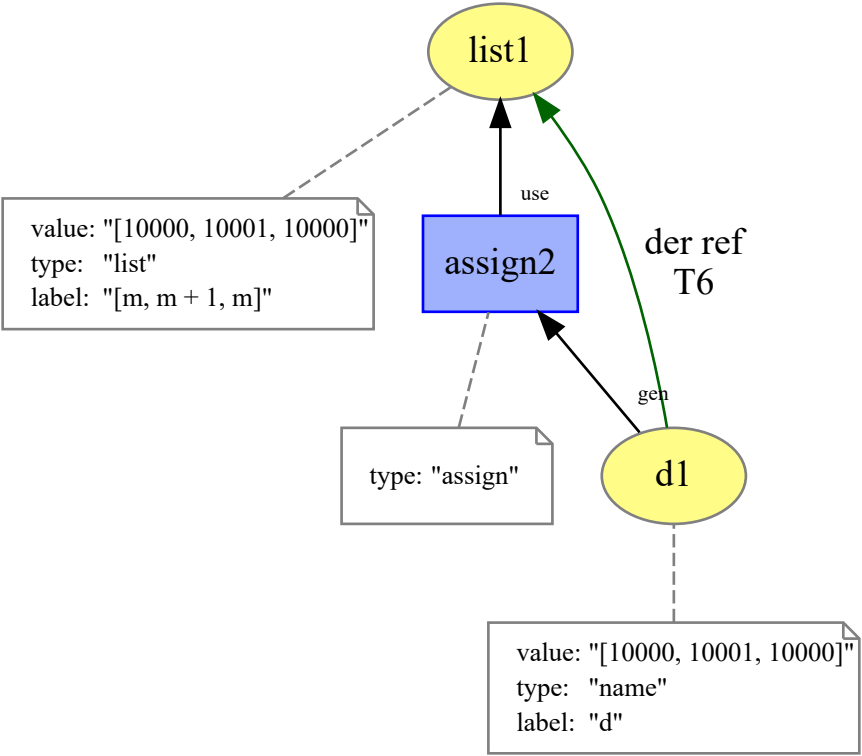 list1
value: "[10000, 10001, 10000]"
type: "list"
label: "[m, m + 1, m]"
use
assign2
der ref
T6
gen
type: "assign"
d1
value: "[10000, 10001, 10000]"
type: "name"
label: "d"